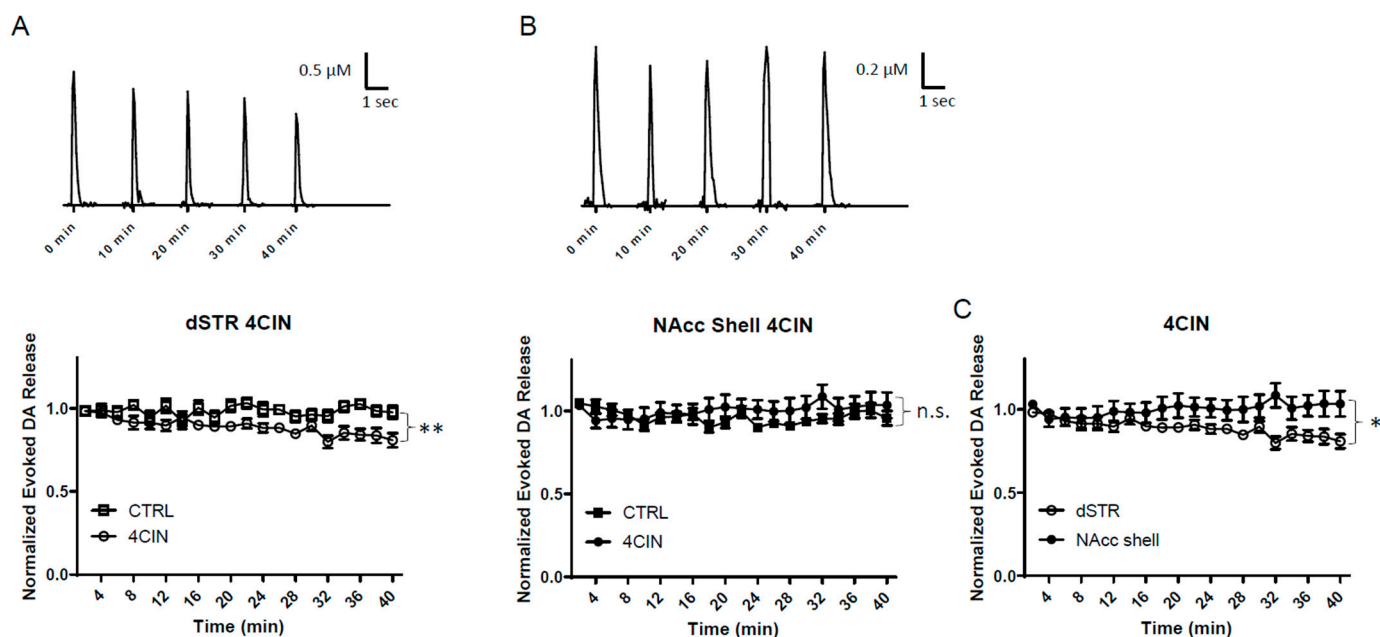 A
0.5 µM
1 sec
0 min
10 min
20 min
30 min
40 min
B
0.2 µM
1 sec
0 min
10 min
20 min
30 min
40 min
dSTR 4CIN
Normalized Evoked DA Release
1.0
0.5
0.0
CTRL
4CIN
**
4
8
12
16
20
24
28
32
36
40
Time (min)
NAcc Shell 4CIN
Normalized Evoked DA Release
1.0
0.5
0.0
CTRL
4CIN
n.s.
4
8
12
16
20
24
28
32
36
40
Time (min)
C
4CIN
Normalized Evoked DA Release
1.0
0.5
0.0
dSTR
NAcc shell
*
4
8
12
16
20
24
28
32
36
40
Time (min)